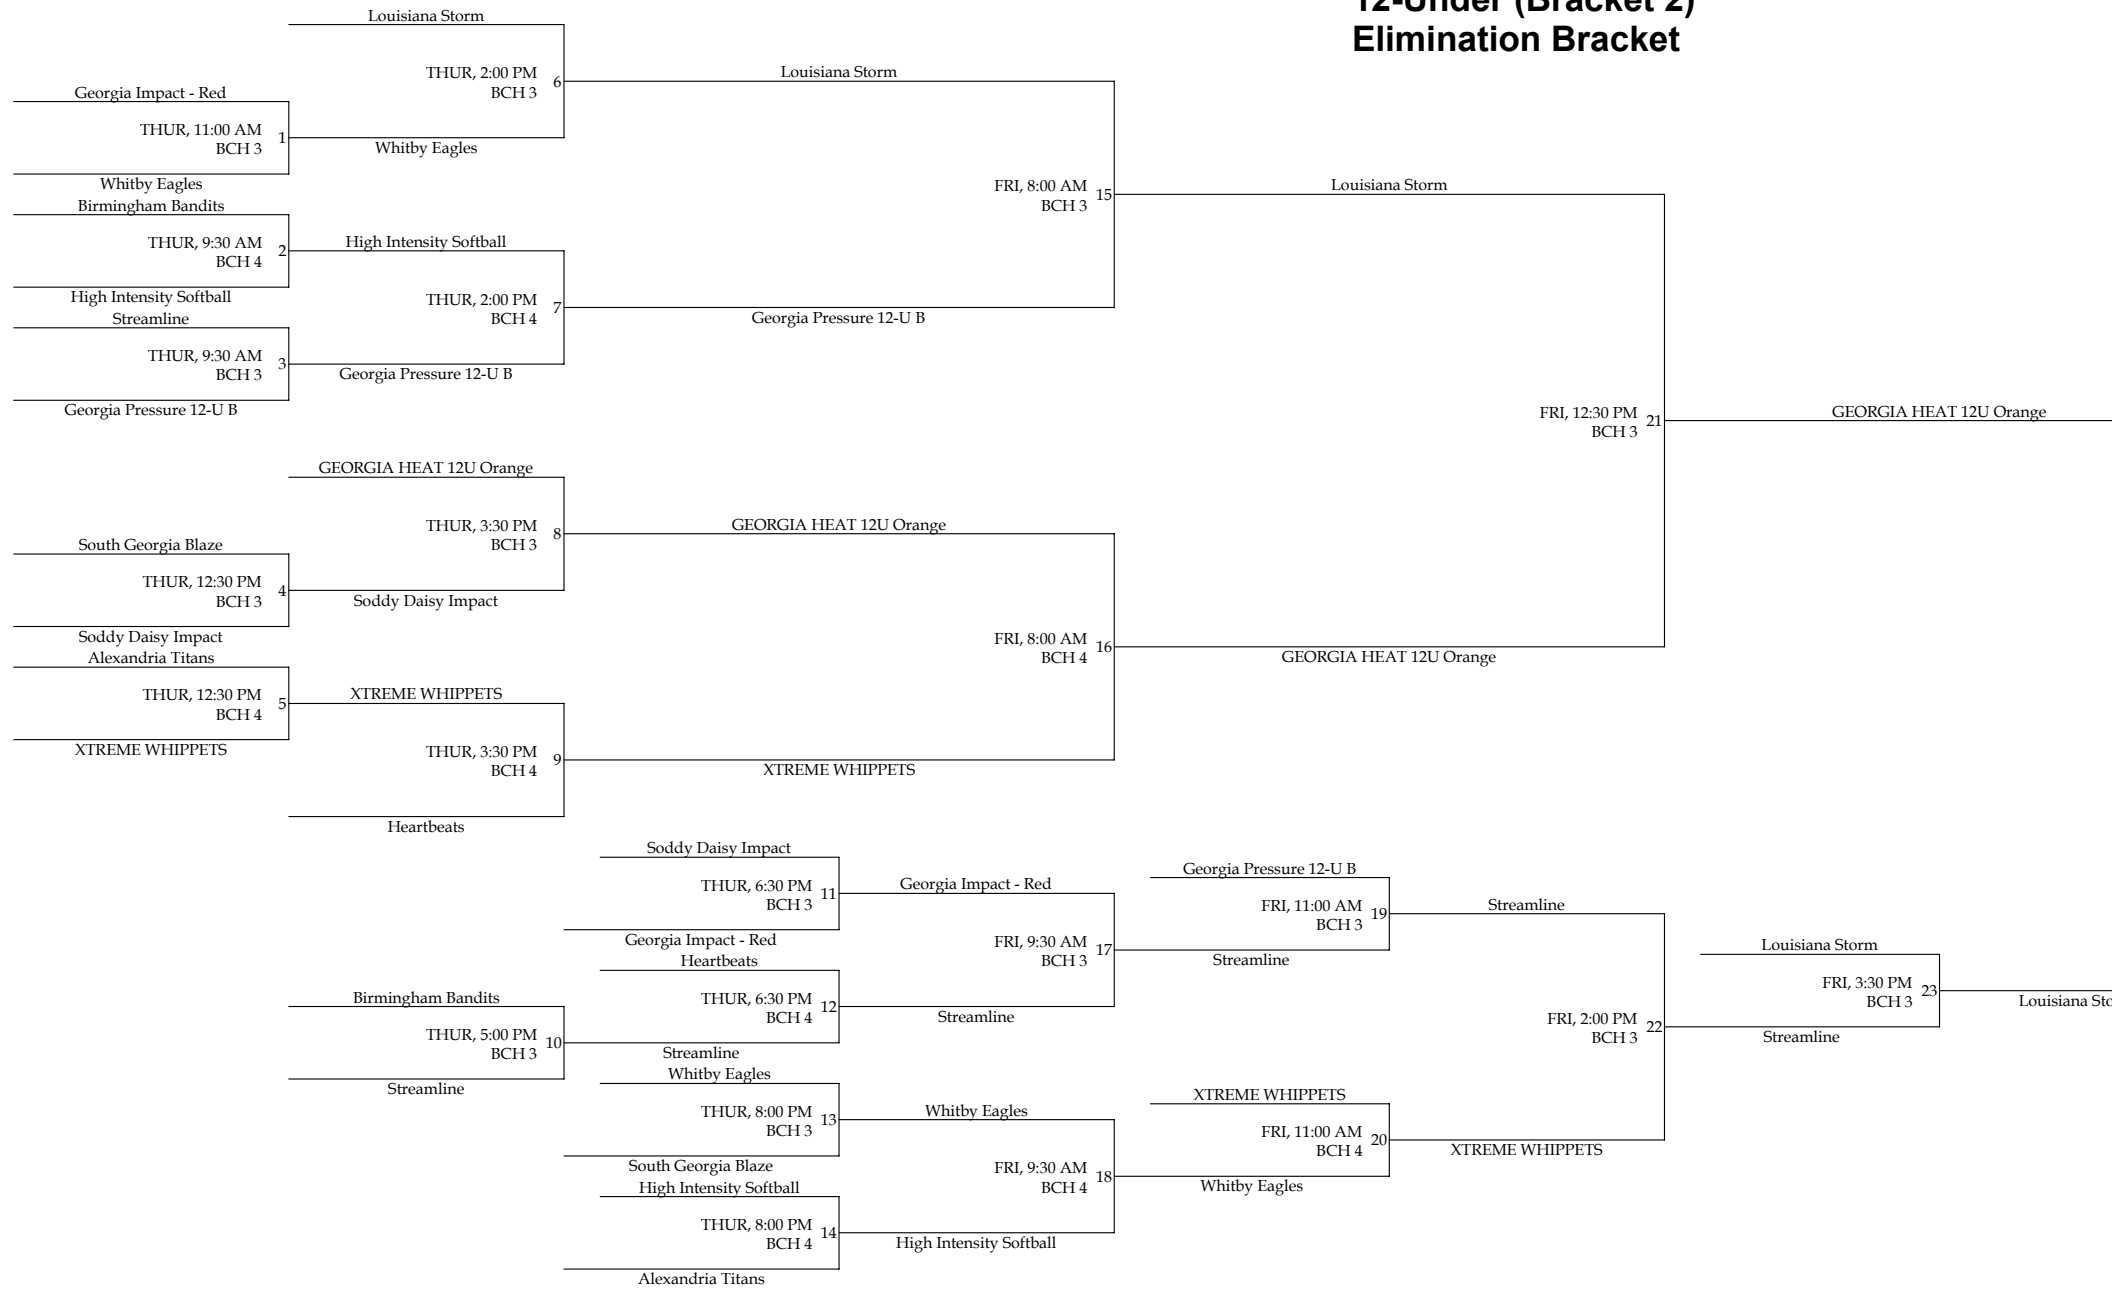 12-Under (Bracket 2)
Elimination Bracket
Louisiana Storm
THUR, 2:00 PM
BCH 3
6
Louisiana Storm
Georgia Impact - Red
THUR, 11:00 AM
BCH 3
1
Whitby Eagles
Whitby Eagles
Birmingham Bandits
THUR, 9:30 AM
BCH 4
2
High Intensity Softball
High Intensity Softball
THUR, 2:00 PM
BCH 4
7
Georgia Pressure 12-U B
Streamline
THUR, 9:30 AM
BCH 3
3
Georgia Pressure 12-U B
Georgia Pressure 12-U B
FRI, 8:00 AM
BCH 3
15
Louisiana Storm
FRI, 12:30 PM
BCH 3
21
GEORGIA HEAT 12U Orange
GEORGIA HEAT 12U Orange
THUR, 3:30 PM
BCH 3
8
GEORGIA HEAT 12U Orange
South Georgia Blaze
THUR, 12:30 PM
BCH 3
4
Soddy Daisy Impact
Soddy Daisy Impact
Alexandria Titans
THUR, 12:30 PM
BCH 4
5
XTREME WHIPPETS
XTREME WHIPPETS
THUR, 3:30 PM
BCH 4
9
XTREME WHIPPETS
Heartbeats
FRI, 8:00 AM
BCH 4
16
GEORGIA HEAT 12U Orange
Soddy Daisy Impact
THUR, 6:30 PM
BCH 3
11
Georgia Impact - Red
Georgia Impact - Red
Heartbeats
THUR, 6:30 PM
BCH 4
12
Streamline
Birmingham Bandits
THUR, 5:00 PM
BCH 3
10
Streamline
Streamline
FRI, 9:30 AM
BCH 3
17
Streamline
Georgia Pressure 12-U B
FRI, 11:00 AM
BCH 3
19
Streamline
Whitby Eagles
THUR, 8:00 PM
BCH 3
13
Whitby Eagles
South Georgia Blaze
High Intensity Softball
THUR, 8:00 PM
BCH 4
14
High Intensity Softball
Alexandria Titans
FRI, 9:30 AM
BCH 4
18
Whitby Eagles
XTREME WHIPPETS
FRI, 11:00 AM
BCH 4
20
XTREME WHIPPETS
FRI, 2:00 PM
BCH 3
22
Streamline
Louisiana Storm
FRI, 3:30 PM
BCH 3
23
Louisiana Sto